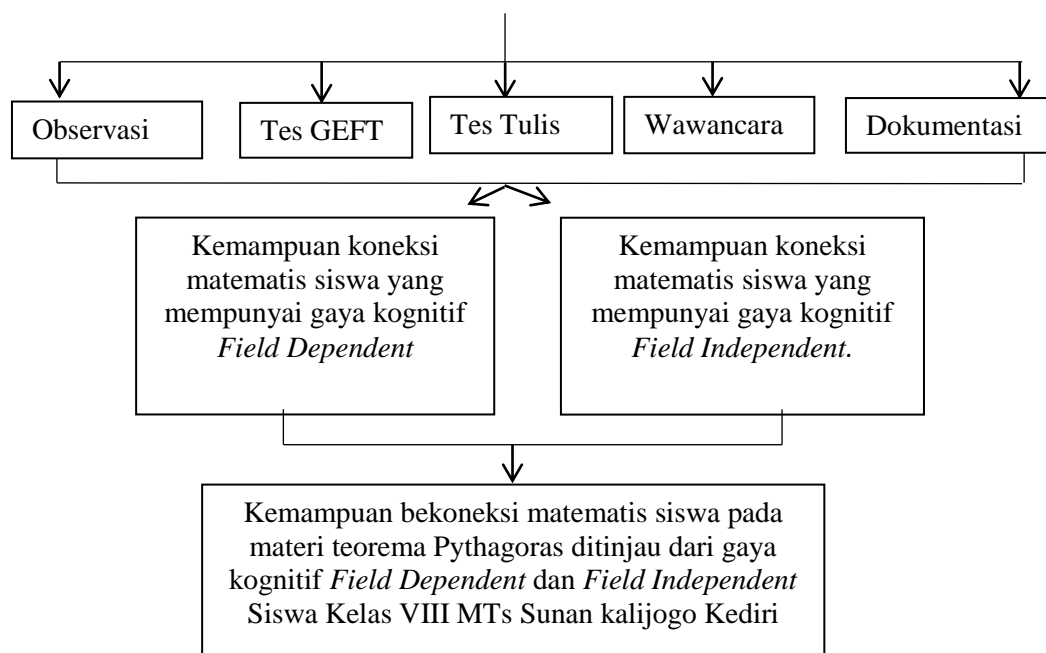 Observasi
Tes GEFT
Tes Tulis
Wawancara
Dokumentasi
Kemampuan koneksi
matematis siswa yang
mempunyai gaya kognitif
Field Dependent
Kemampuan koneksi
matematis siswa yang
mempunyai gaya kognitif
Field Independent.
Kemampuan bekoneksi matematis siswa pada
materi teorema Pythagoras ditinjau dari gaya
kognitif Field Dependent dan Field Independent
Siswa Kelas VIII MTs Sunan kalijogo Kediri